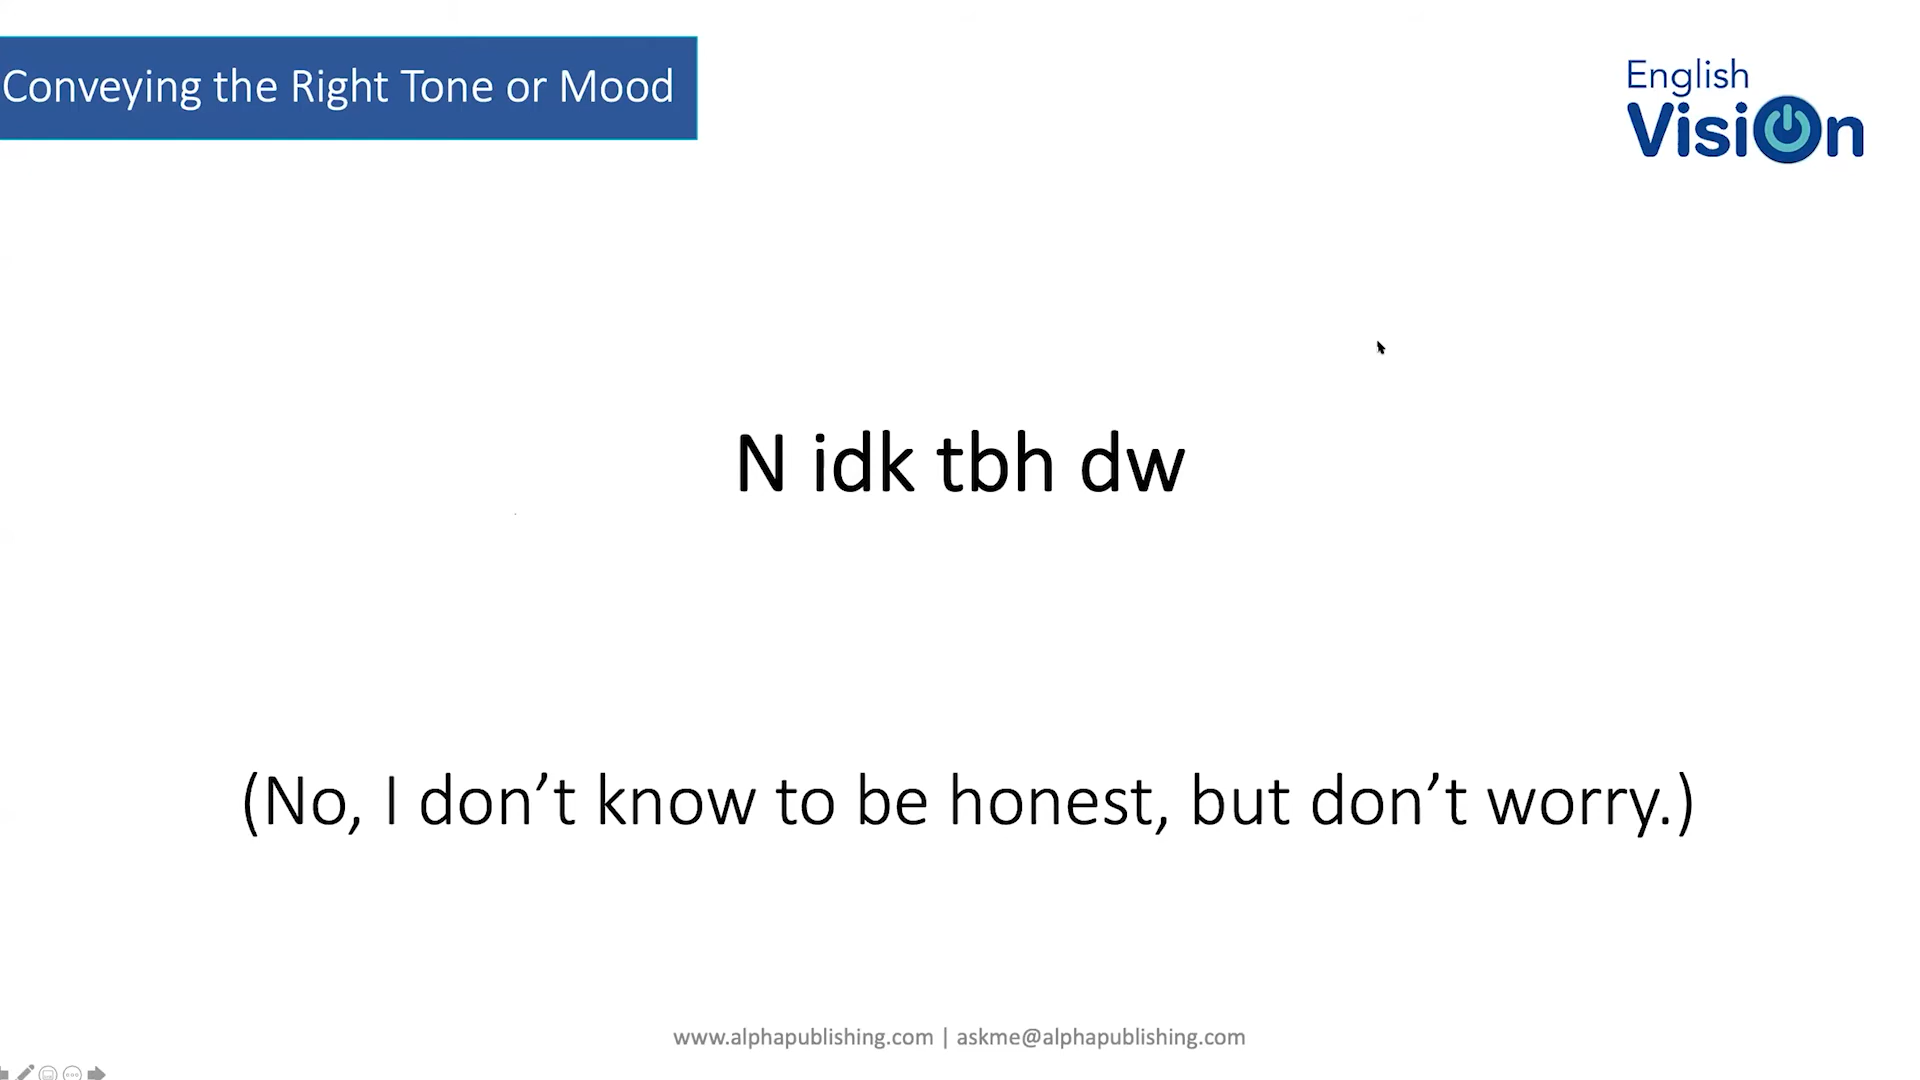 Conveying the Right Tone or Mood
English
Vision
N idk tbh dw
(No, I don’t know to be honest, but don’t worry.)
www.alphapublishing.com | askme@alphapublishing.com